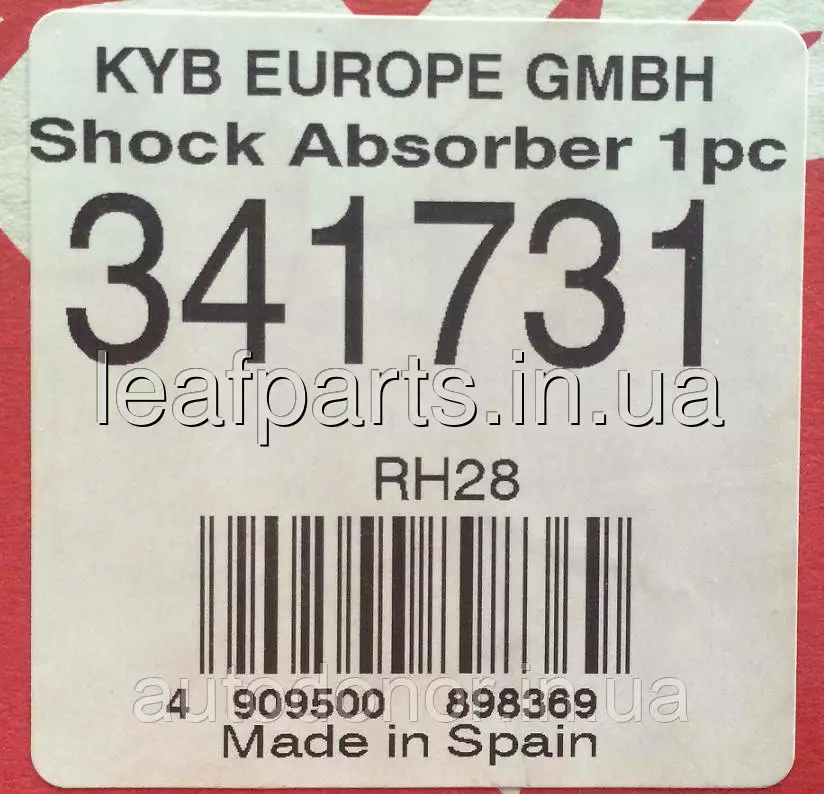 KYB EUROPE GMBH
Shock Absorber 1pc
341731
leafparts.in.ua
RH28
4 909500 898369
autodonor.in.ua
Made in Spain